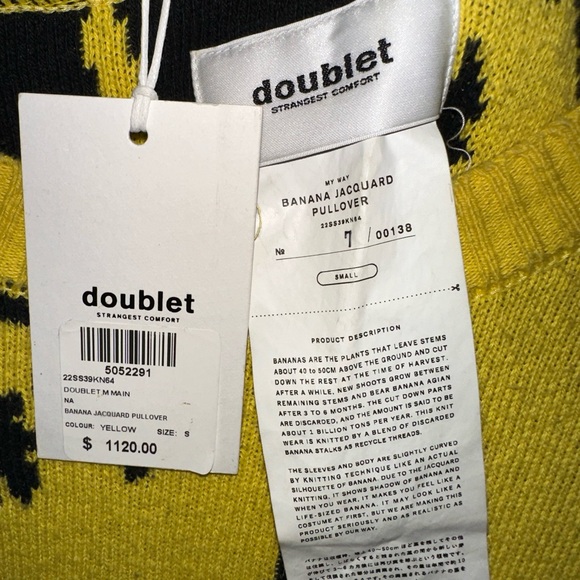 doublet
STRANGEST COMFORT
MY WAY
BANANA JACQUARD
PULLOVER
22SS39KN64
№ 7 / 00138
SMALL
PRODUCT DESCRIPTION
BANANAS ARE THE PLANTS THAT LEAVE STEMS
ABOUT 40 to 50CM ABOVE THE GROUND AND CUT
DOWN THE REST AT THE TIME OF HARVEST.
AFTER A WHILE, NEW SHOOTS GROW BETWEEN
REMAINING STEMS AND BEAR BANANA AGIAN
AFTER 3 TO 6 MONTHS. THE CUT DOWN PARTS
ARE DISCARDED, AND THE AMOUNT IS SAID TO BE
ABOUT 1 BILLION TONS PER YEAR. THIS KNIT
WEAR IS KNITTED BY A BLEND OF DISCARDED
BANANA STALKS AS RECYCLE THREADS.
THE SLEEVES AND BODY ARE SLIGHTLY CURVED
BY KNITTING TECHNIQUE LIKE AN ACTUAL
SILHOUETTE OF BANANA. DUE TO THE JACQUARD
KNITTING, IT SHOWS SHADOW OF BANANA AND
WHEN YOU WEAR, IT MAKES YOU FEEL LIKE A
LIFE-SIZED BANANA. IT MAY LOOK LIKE A
COSTUME AT FIRST, BUT WE ARE MAKING THIS
PRODUCT SERIOUSLY AND AS REALISTIC AS
POSSIBLE BY OUR WAY.
doublet
STRANGEST COMFORT
5052291
22SS39KN64
DOUBLET M MAIN
NA
BANANA JACQUARD PULLOVER
COLOUR: YELLOW SIZE: S
$ 1120.00